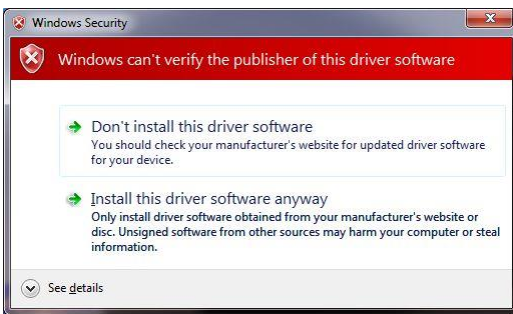 Windows Security
Windows can't verify the publisher of this driver software
Don't install this driver software
You should check your manufacturer's website for updated driver software
for your device.
Install this driver software anyway
Only install driver software obtained from your manufacturer's website or
disc. Unsigned software from other sources may harm your computer or steal
information.
See details